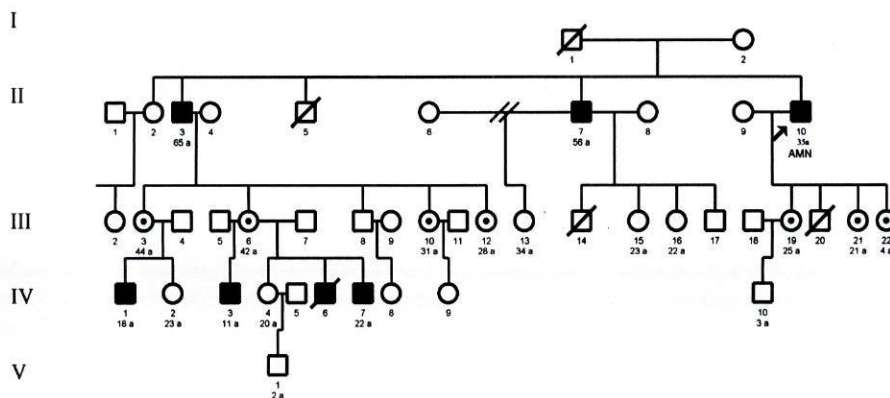 I
1 2
II
1 2 3 4 5 6 7 8 9 10
65 a 56 a 35a
AMN
III
2 3 4 5 6 7 8 9 10 11 12 13 14 15 16 17 18 19 20 21 22
44 a 42 a 31 a 28 a 34 a 23 a 22 a 25 a 21 a 4 a
IV
1 2 3 4 5 6 7 8 9 10
18 a 23 a 11 a 20 a 22 a 3 a
V
1
2 a